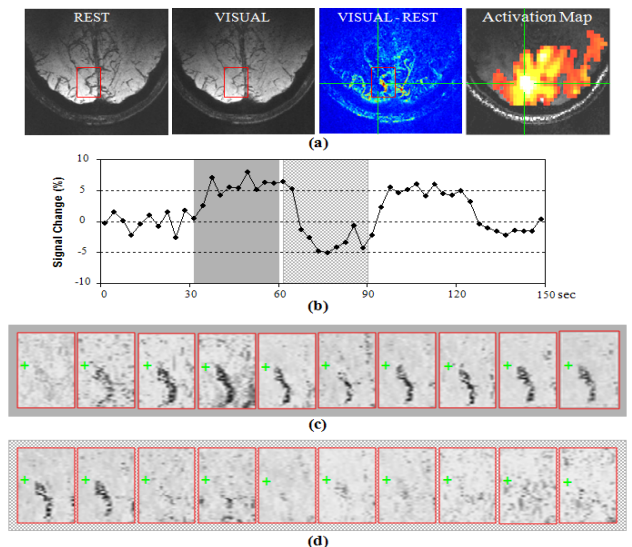 REST VISUAL VISUAL - REST Activation Map
(a)
10
5
0
-5
-10
Signal Change (%)
0 30 60 90 120 150 sec
(b)
(c)
(d)